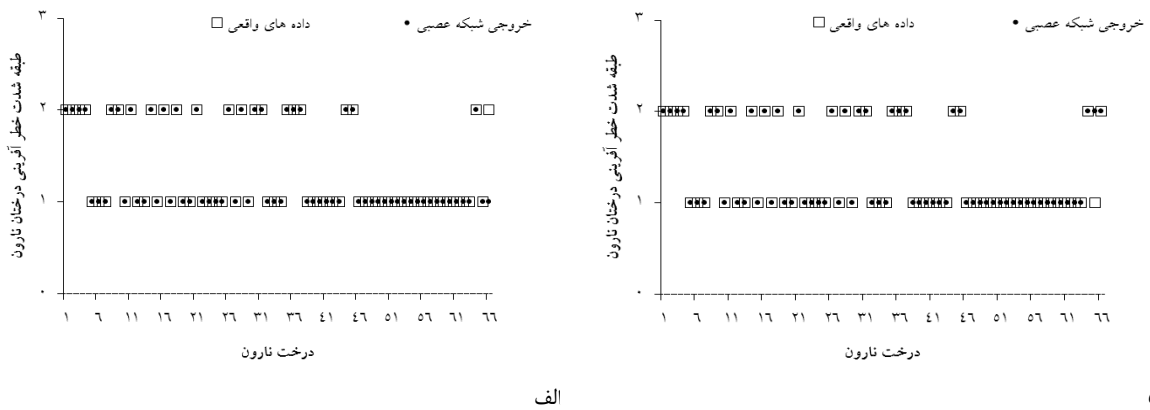 خروجی شبکه عصبی • داده های واقعی □
طبقه شدت خطر آفرینی درختان نارون
۳
۲
۱
۰
۱ ۶ ۱۱ ۱۶ ۲۱ ۲۶ ۳۱ ۳۶ ۴۱ ۴۶ ۵۱ ۵۶ ۶۱ ۶۶
درخت نارون
خروجی شبکه عصبی • داده های واقعی □
طبقه شدت خطر آفرینی درختان نارون
۳
۲
۱
۰
۱ ۶ ۱۱ ۱۶ ۲۱ ۲۶ ۳۱ ۳۶ ۴۱ ۴۶ ۵۱ ۵۶ ۶۱ ۶۶
درخت نارون
الف